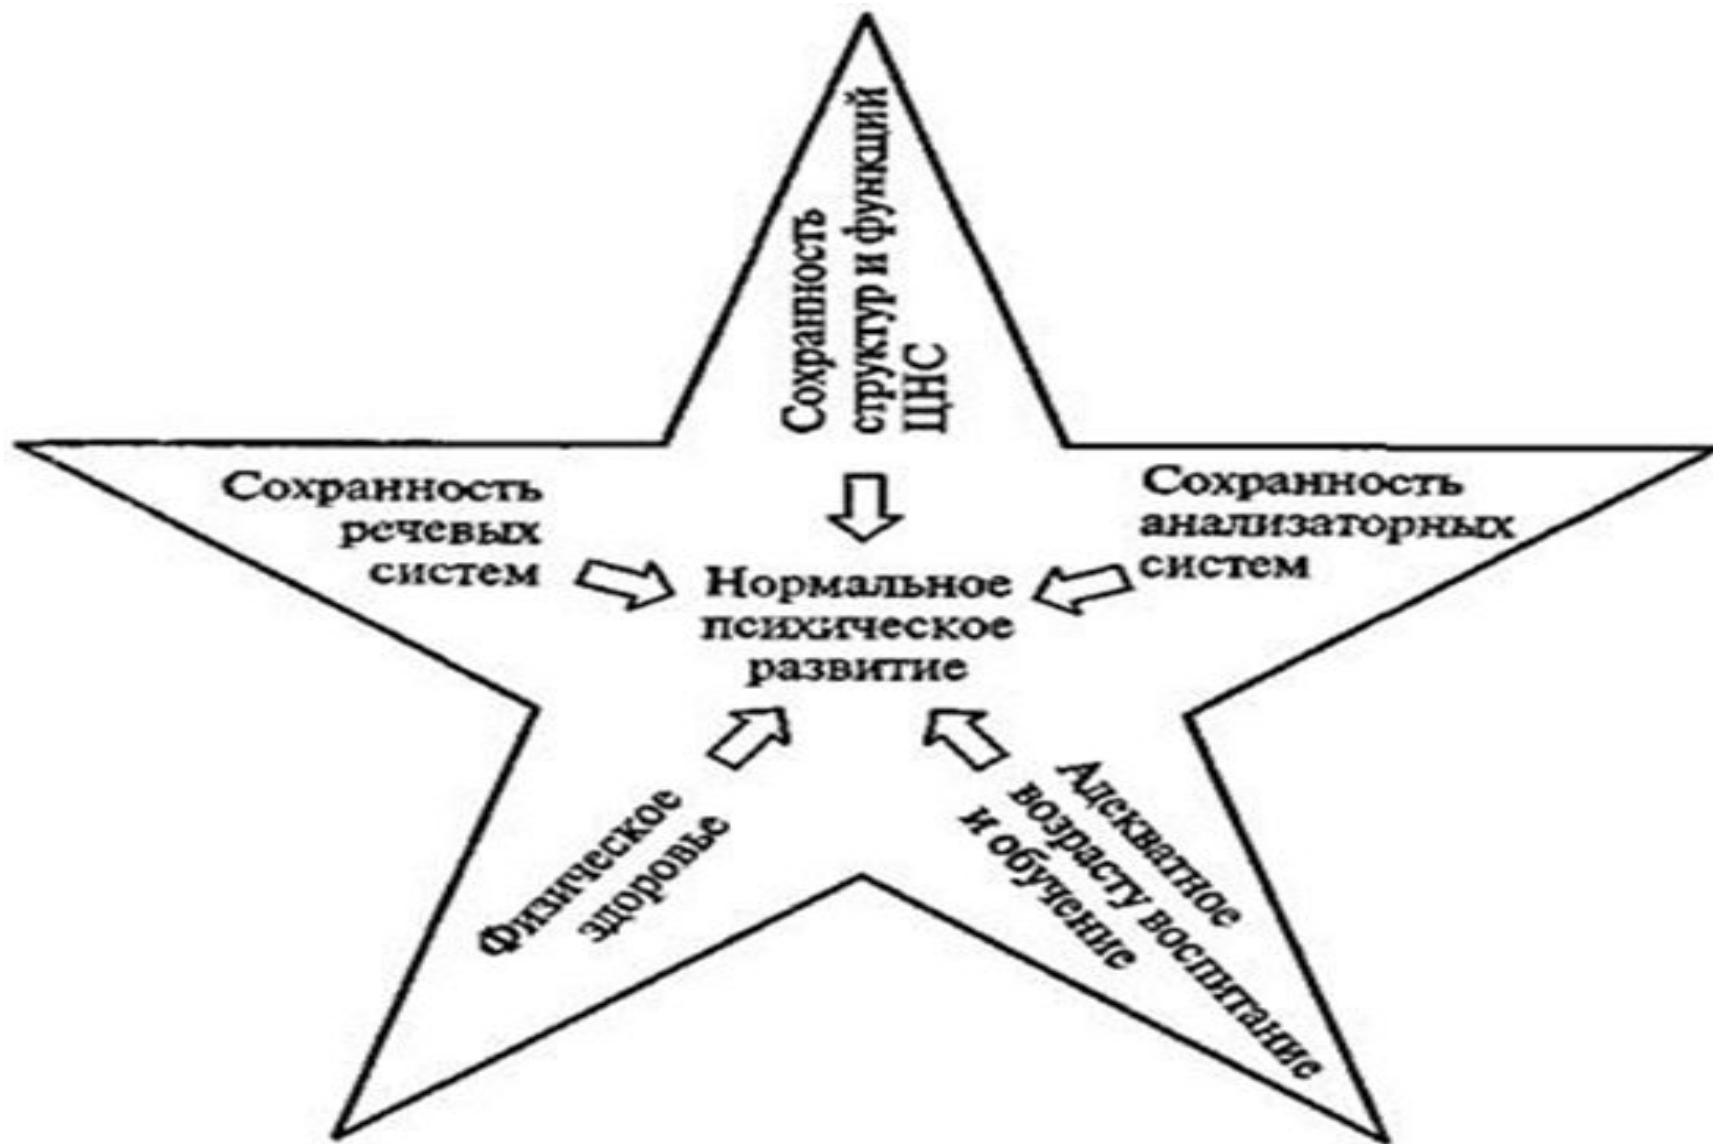 Сохранность
структур и функций
ЦНС
Сохранность
речевых
систем
Сохранность
анализаторных
систем
Нормальное
психическое
развитие
Физическое
здоровье
Адекватное
возрасту воспитание
и обучение